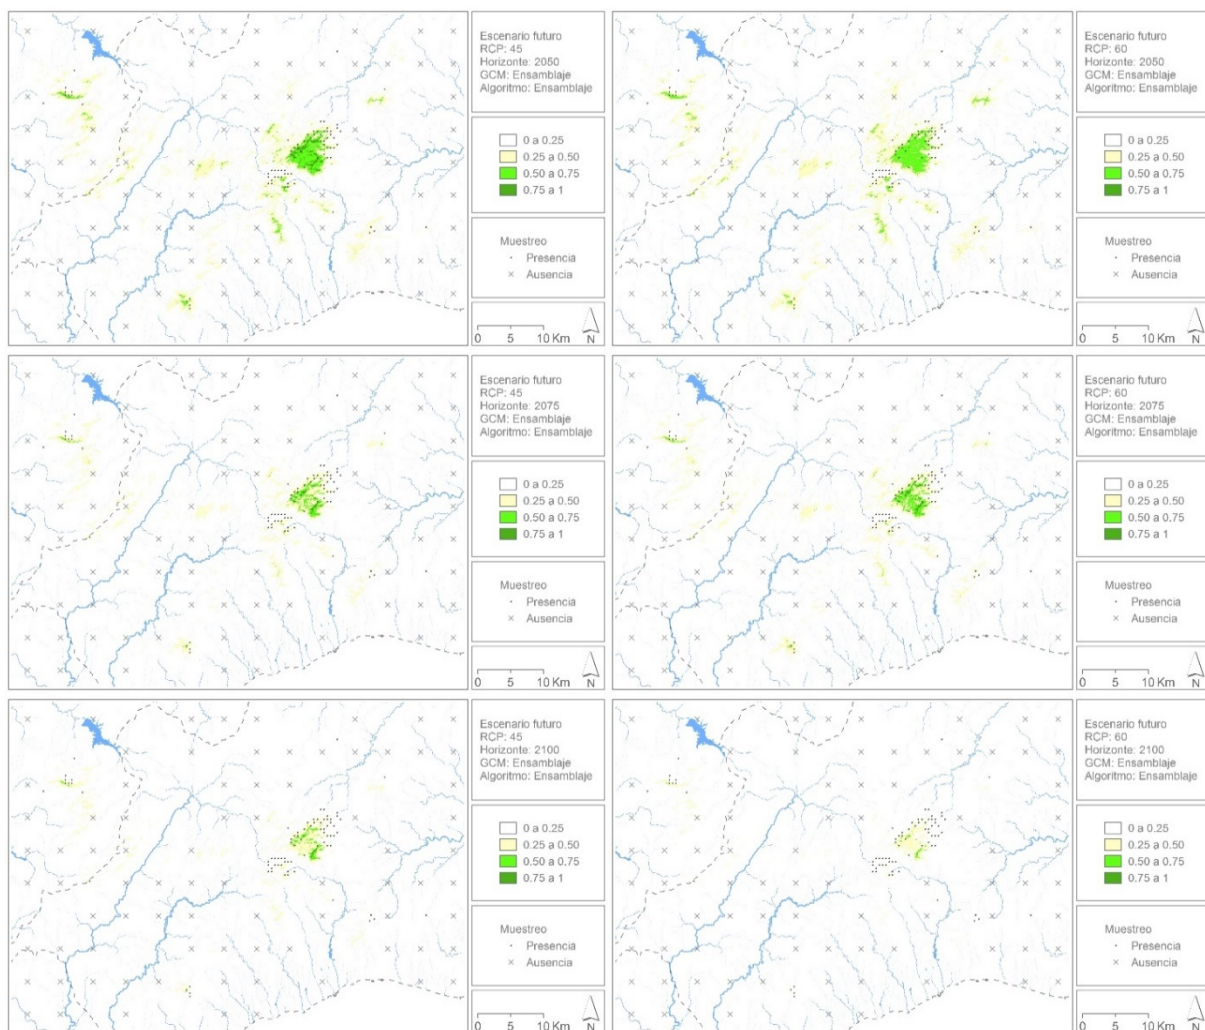 Escenario futuro
RCP: 45
Horizonte: 2050
GCM: Ensamblaje
Algoritmo: Ensamblaje
0 a 0.25
0.25 a 0.50
0.50 a 0.75
0.75 a 1
Muestreo
Presencia
Ausencia
0 5 10 Km
N
Escenario futuro
RCP: 60
Horizonte: 2050
GCM: Ensamblaje
Algoritmo: Ensamblaje
0 a 0.25
0.25 a 0.50
0.50 a 0.75
0.75 a 1
Muestreo
Presencia
Ausencia
0 5 10 Km
N
Escenario futuro
RCP: 45
Horizonte: 2075
GCM: Ensamblaje
Algoritmo: Ensamblaje
0 a 0.25
0.25 a 0.50
0.50 a 0.75
0.75 a 1
Muestreo
Presencia
Ausencia
0 5 10 Km
N
Escenario futuro
RCP: 60
Horizonte: 2075
GCM: Ensamblaje
Algoritmo: Ensamblaje
0 a 0.25
0.25 a 0.50
0.50 a 0.75
0.75 a 1
Muestreo
Presencia
Ausencia
0 5 10 Km
N
Escenario futuro
RCP: 45
Horizonte: 2100
GCM: Ensamblaje
Algoritmo: Ensamblaje
0 a 0.25
0.25 a 0.50
0.50 a 0.75
0.75 a 1
Muestreo
Presencia
Ausencia
0 5 10 Km
N
Escenario futuro
RCP: 60
Horizonte: 2100
GCM: Ensamblaje
Algoritmo: Ensamblaje
0 a 0.25
0.25 a 0.50
0.50 a 0.75
0.75 a 1
Muestreo
Presencia
Ausencia
0 5 10 Km
N